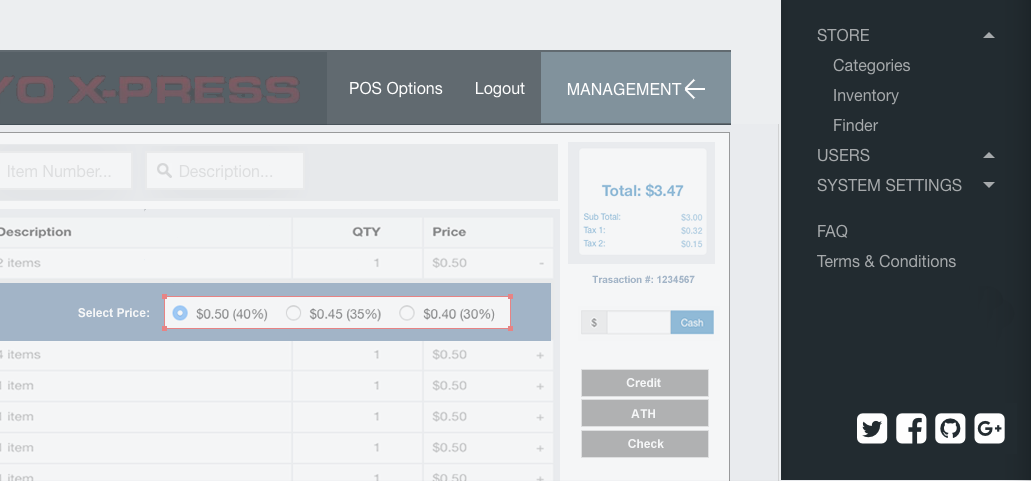 YO X-PRESS
POS Options
Logout
MANAGEMENT
Item Number...
Description...
Description QTY Price
2 items 1 $0.50 -
Select Price: $0.50 (40%) $0.45 (35%) $0.40 (30%)
4 items 1 $0.50 +
1 item 1 $0.50 +
1 item 1 $0.50 +
1 item 1 $0.50 +
1 item 1 $0.50 +
Total: $3.47
Sub Total: $3.00
Tax 1: $0.32
Tax 2: $0.15
Trasaction #: 1234567
$ Cash
Credit
ATH
Check
STORE
Categories
Inventory
Finder
USERS
SYSTEM SETTINGS
FAQ
Terms & Conditions
G+